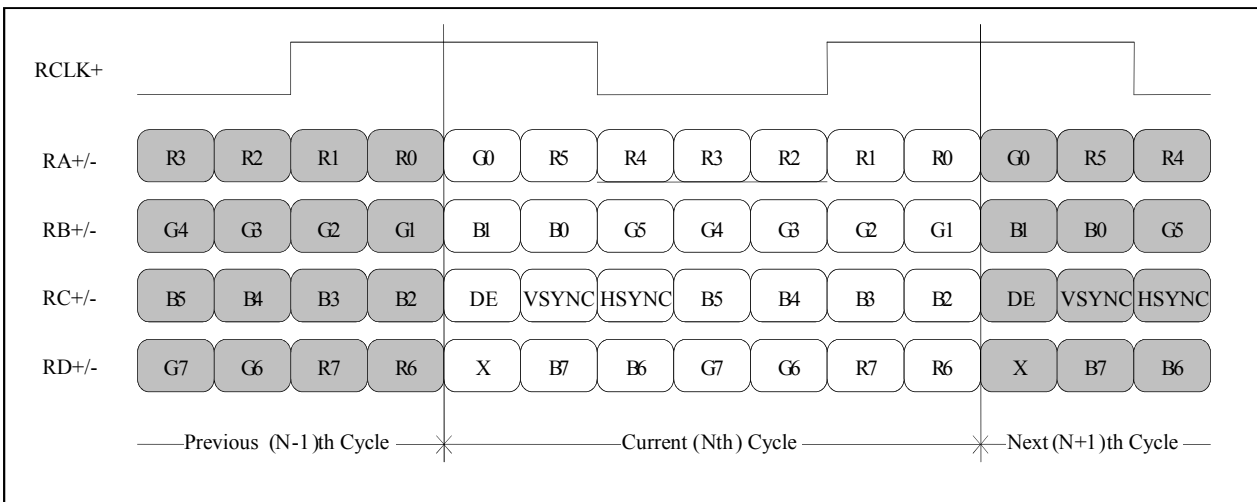 RCLK+
RA+/- R3 R2 R1 R0 G0 R5 R4 R3 R2 R1 R0 G0 R5 R4
RB+/- G4 G3 G2 G1 B1 B0 G5 G4 G3 G2 G1 B1 B0 G5
RC+/- B5 B4 B3 B2 DE VSYNC HSYNC B5 B4 B3 B2 DE VSYNC HSYNC
RD+/- G7 G6 R7 R6 X B7 B6 G7 G6 R7 R6 X B7 B6
Previous (N-1)th Cycle Current (Nth) Cycle Next (N+1)th Cycle